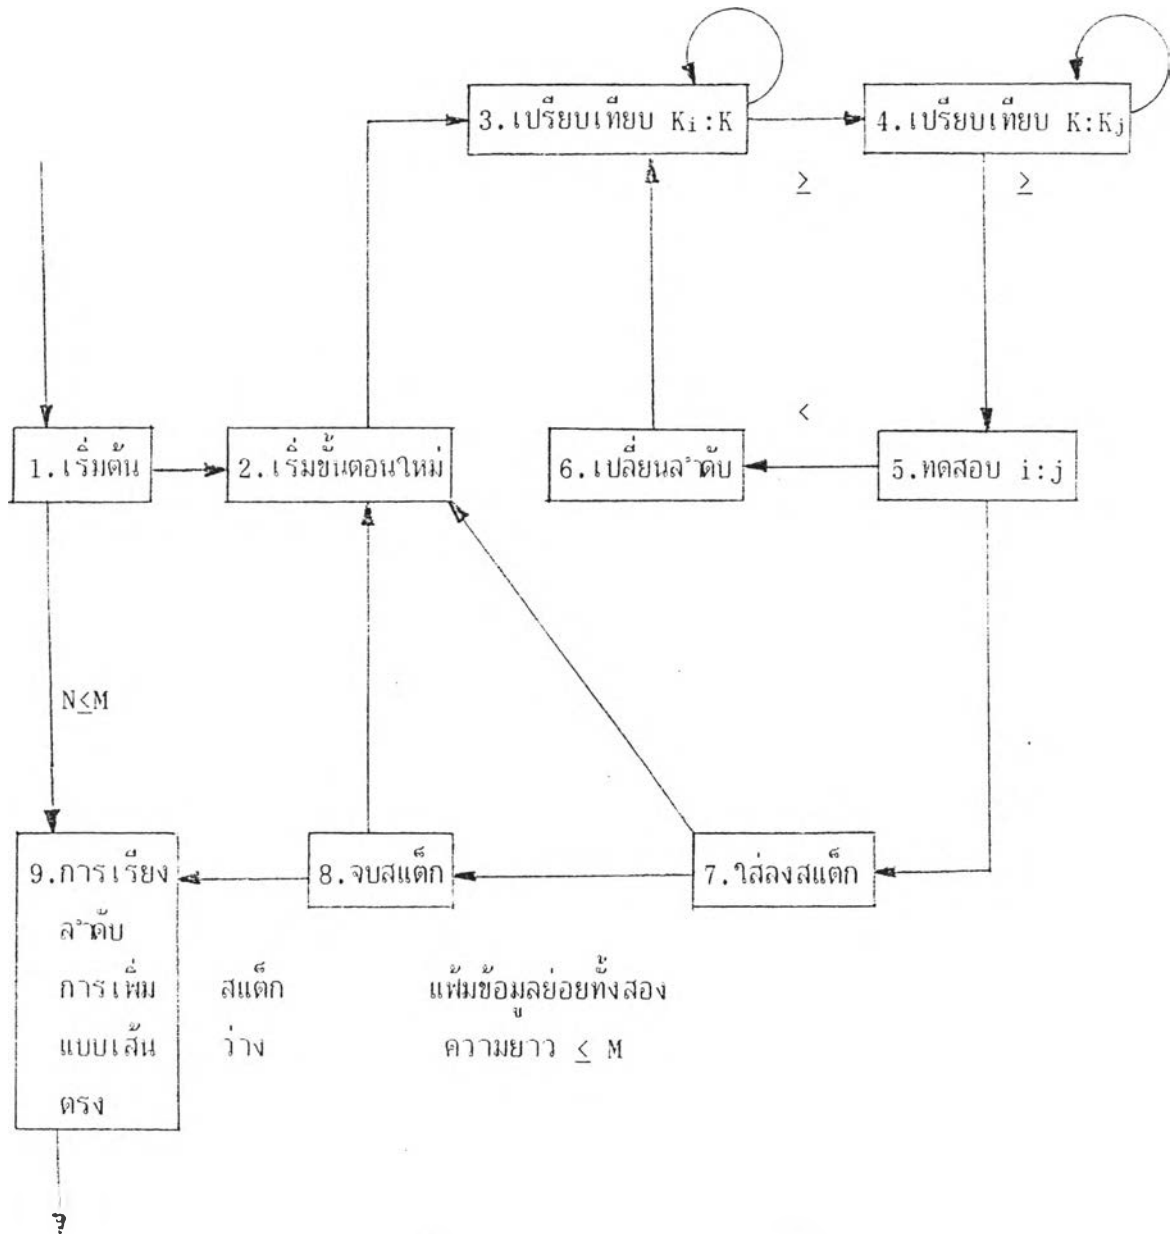 3.เปรียบเทียบ Ki:K
4.เปรียบเทียบ K:Kj
≥
≥
<
1.เริ่มต้น
2.เริ่มขั้นตอนใหม่
6.เปลี่ยนลำดับ
5.ทดสอบ i:j
N≤M
9.การเรียง
ลำดับ
การเพิ่ม
แบบเส้น
ตรง
8.จบสแต็ก
7.ใส่ลงสแต็ก
สแต็ก
ว่าง
แฟ้มข้อมูลย่อยทั้งสอง
ความยาว ≤ M